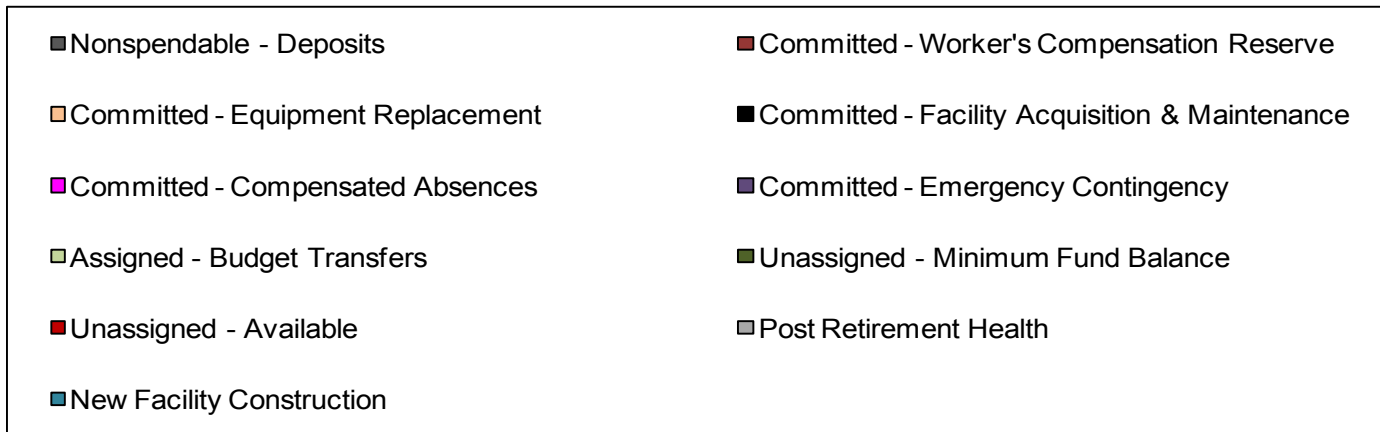 Nonspendable - Deposits
Committed - Worker's Compensation Reserve
Committed - Equipment Replacement
Committed - Facility Acquisition & Maintenance
Committed - Compensated Absences
Committed - Emergency Contingency
Assigned - Budget Transfers
Unassigned - Minimum Fund Balance
Unassigned - Available
Post Retirement Health
New Facility Construction